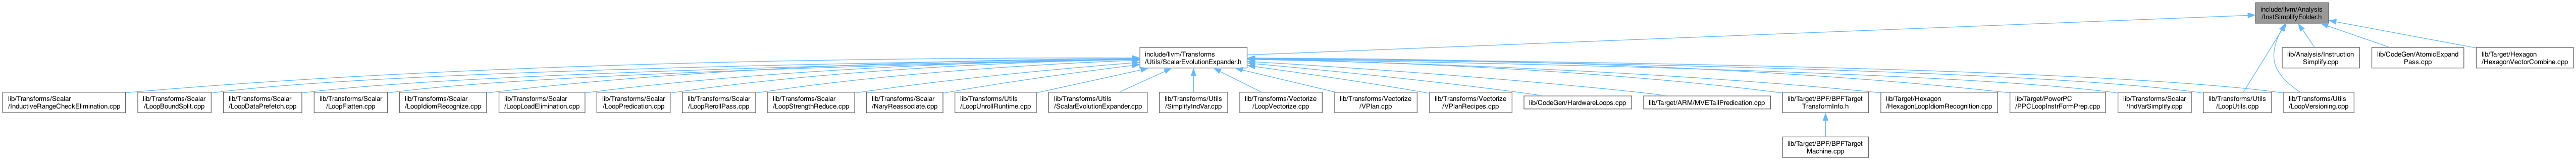 include/llvm/Analysis
/InstSimplifyFolder.h
include/llvm/Transforms
/Utils/ScalarEvolutionExpander.h
lib/Analysis/Instruction
Simplify.cpp
lib/CodeGen/AtomicExpand
Pass.cpp
lib/Target/Hexagon
/HexagonVectorCombine.cpp
lib/Transforms/Scalar
/InductiveRangeCheckElimination.cpp
lib/Transforms/Scalar
/LoopBoundSplit.cpp
lib/Transforms/Scalar
/LoopDataPrefetch.cpp
lib/Transforms/Scalar
/LoopFlatten.cpp
lib/Transforms/Scalar
/LoopIdiomRecognize.cpp
lib/Transforms/Scalar
/LoopLoadElimination.cpp
lib/Transforms/Scalar
/LoopPredication.cpp
lib/Transforms/Scalar
/LoopRerollPass.cpp
lib/Transforms/Scalar
/LoopStrengthReduce.cpp
lib/Transforms/Scalar
/NaryReassociate.cpp
lib/Transforms/Utils
/LoopUnrollRuntime.cpp
lib/Transforms/Utils
/ScalarEvolutionExpander.cpp
lib/Transforms/Utils
/SimplifyIndVar.cpp
lib/Transforms/Vectorize
/LoopVectorize.cpp
lib/Transforms/Vectorize
/VPlan.cpp
lib/Transforms/Vectorize
/VPlanRecipes.cpp
lib/CodeGen/HardwareLoops.cpp
lib/Target/ARM/MVETailPredication.cpp
lib/Target/BPF/BPFTarget
TransformInfo.h
lib/Target/Hexagon
/HexagonLoopIdiomRecognition.cpp
lib/Target/PowerPC
/PPCLoopInstrFormPrep.cpp
lib/Transforms/Scalar
/IndVarSimplify.cpp
lib/Transforms/Utils
/LoopUtils.cpp
lib/Transforms/Utils
/LoopVersioning.cpp
lib/Target/BPF/BPFTarget
Machine.cpp